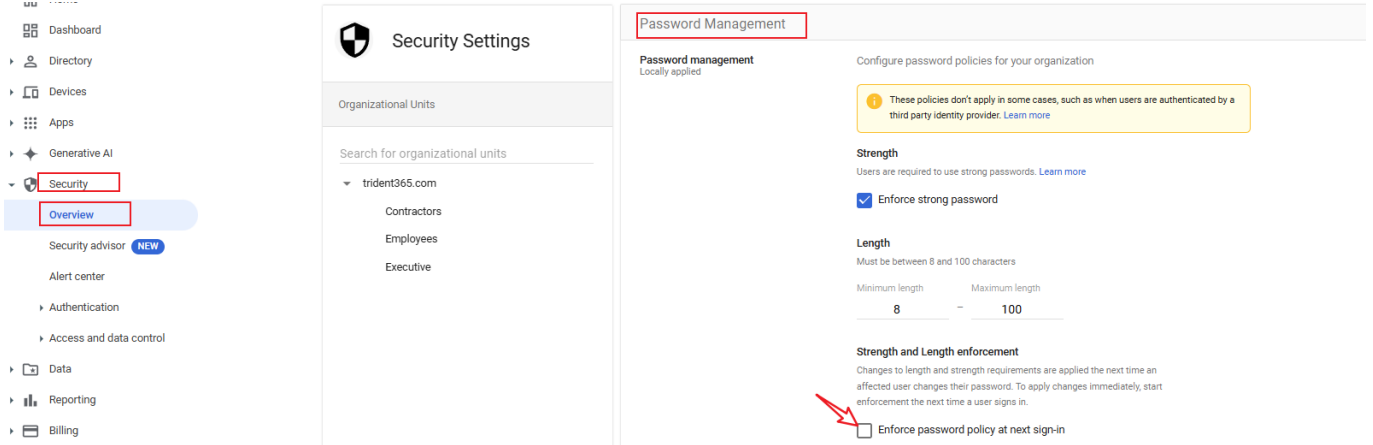 Dashboard
Directory
Devices
Apps
Generative AI
Security
Overview
Security advisor NEW
Alert center
Authentication
Access and data control
Data
Reporting
Billing
Security Settings
Organizational Units
Search for organizational units
trident365.com
Contractors
Employees
Executive
Password Management
Password management
Locally applied
Configure password policies for your organization
These policies don't apply in some cases, such as when users are authenticated by a
third party identity provider. Learn more
Strength
Users are required to use strong passwords. Learn more
Enforce strong password
Length
Must be between 8 and 100 characters
Minimum length
Maximum length
8 – 100
Strength and Length enforcement
Changes to length and strength requirements are applied the next time an
affected user changes their password. To apply changes immediately, start
enforcement the next time a user signs in.
Enforce password policy at next sign-in